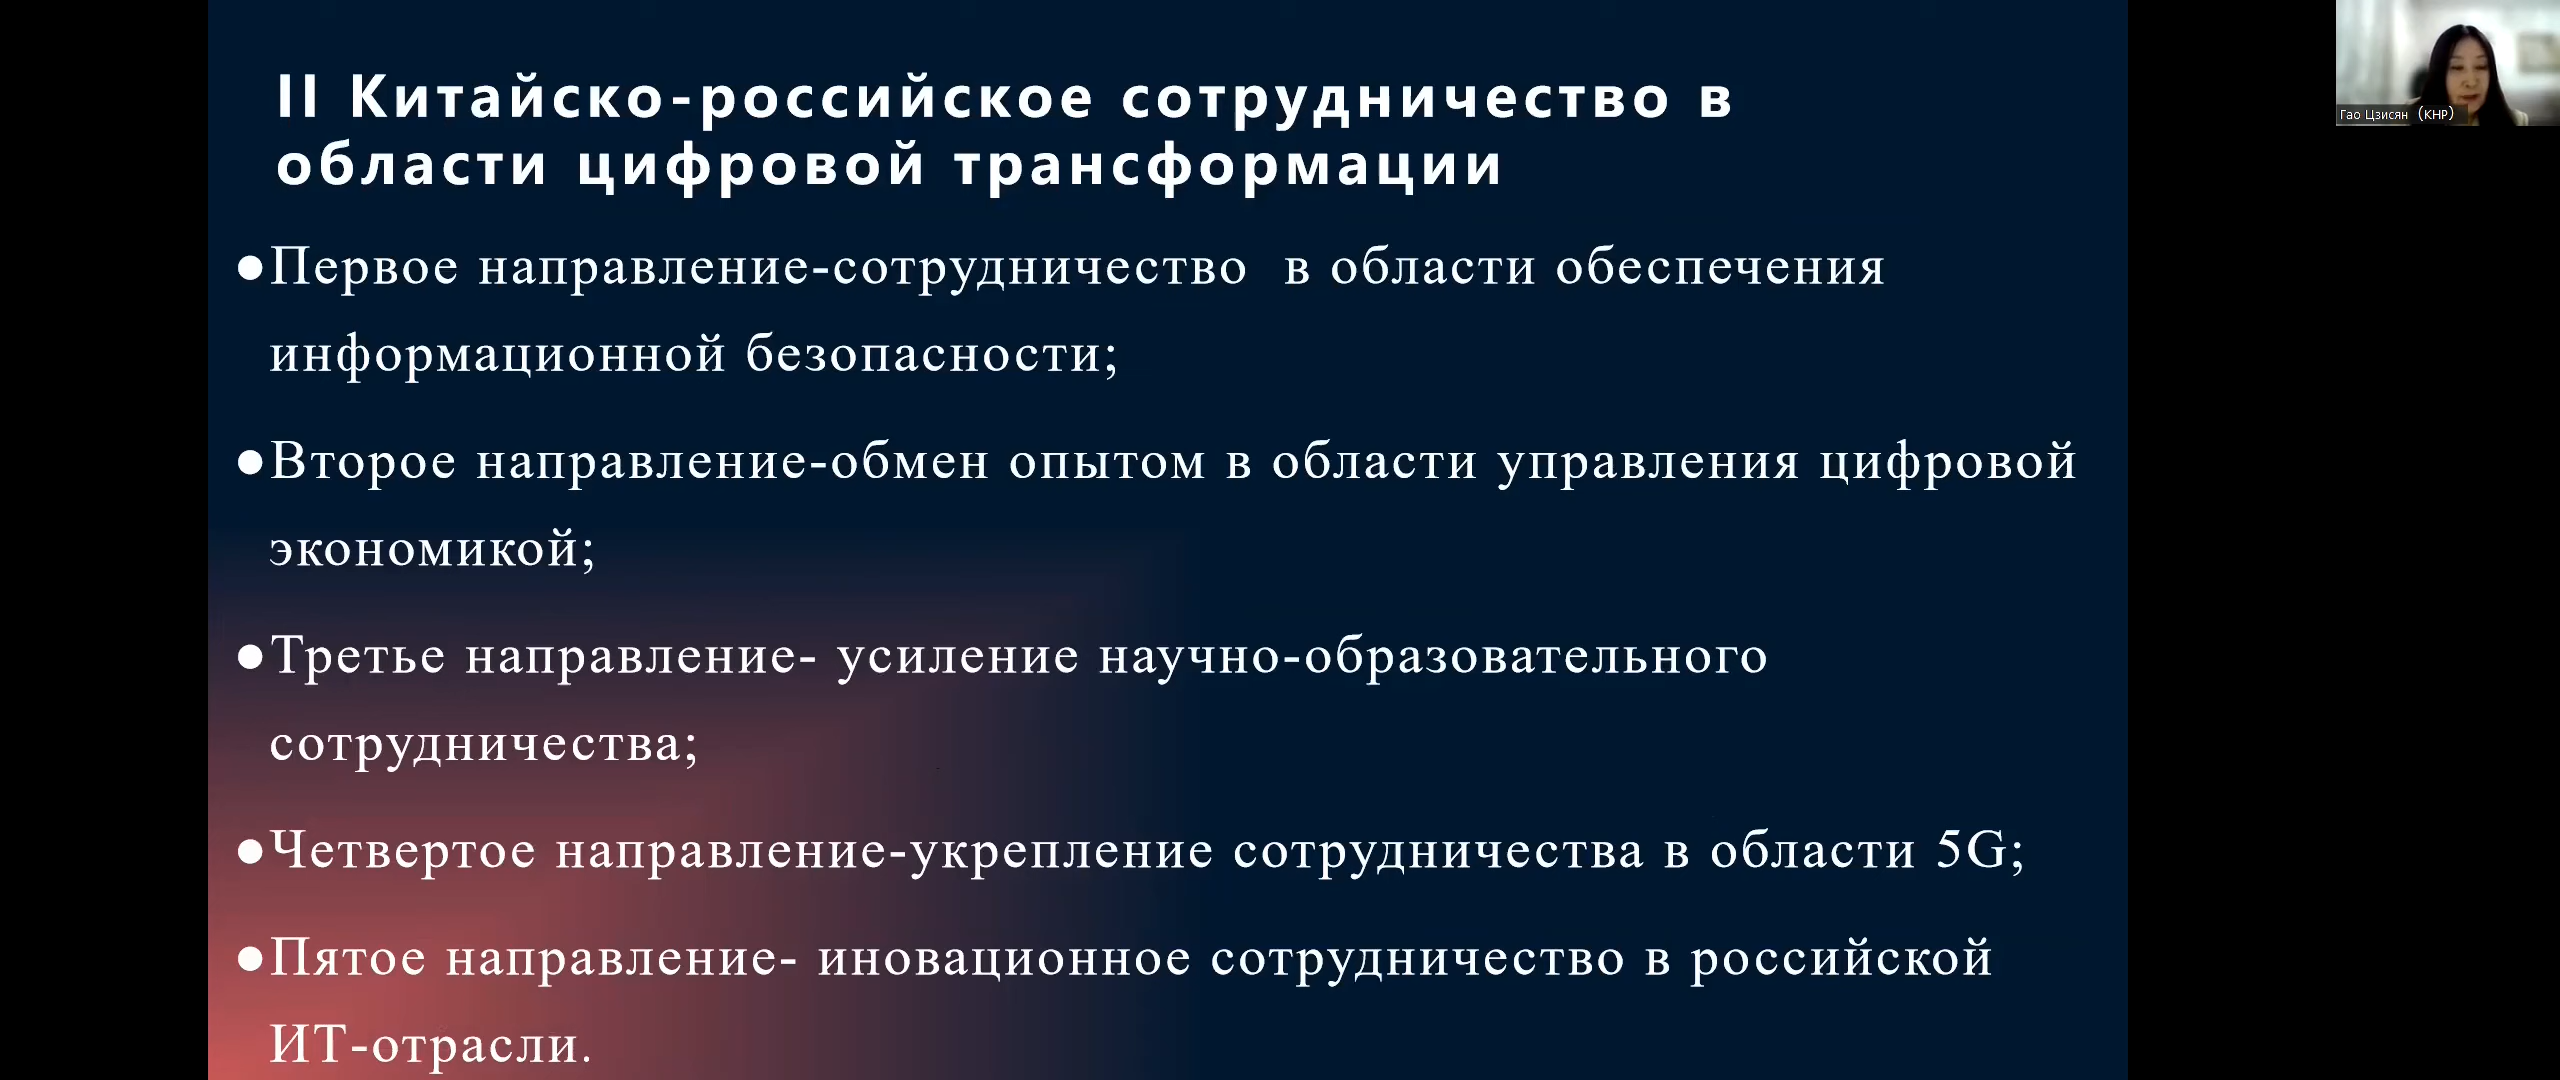 II Китайско-российское сотрудничество в
области цифровой трансформации
●Первое направление-сотрудничество в области обеспечения
информационной безопасности;
●Второе направление-обмен опытом в области управления цифровой
экономикой;
●Третье направление- усиление научно-образовательного
сотрудничества;
●Четвертое направление-укрепление сотрудничества в области 5G;
●Пятое направление- иновационное сотрудничество в российской
ИТ-отрасли.
Гао Цзисян（КНР）